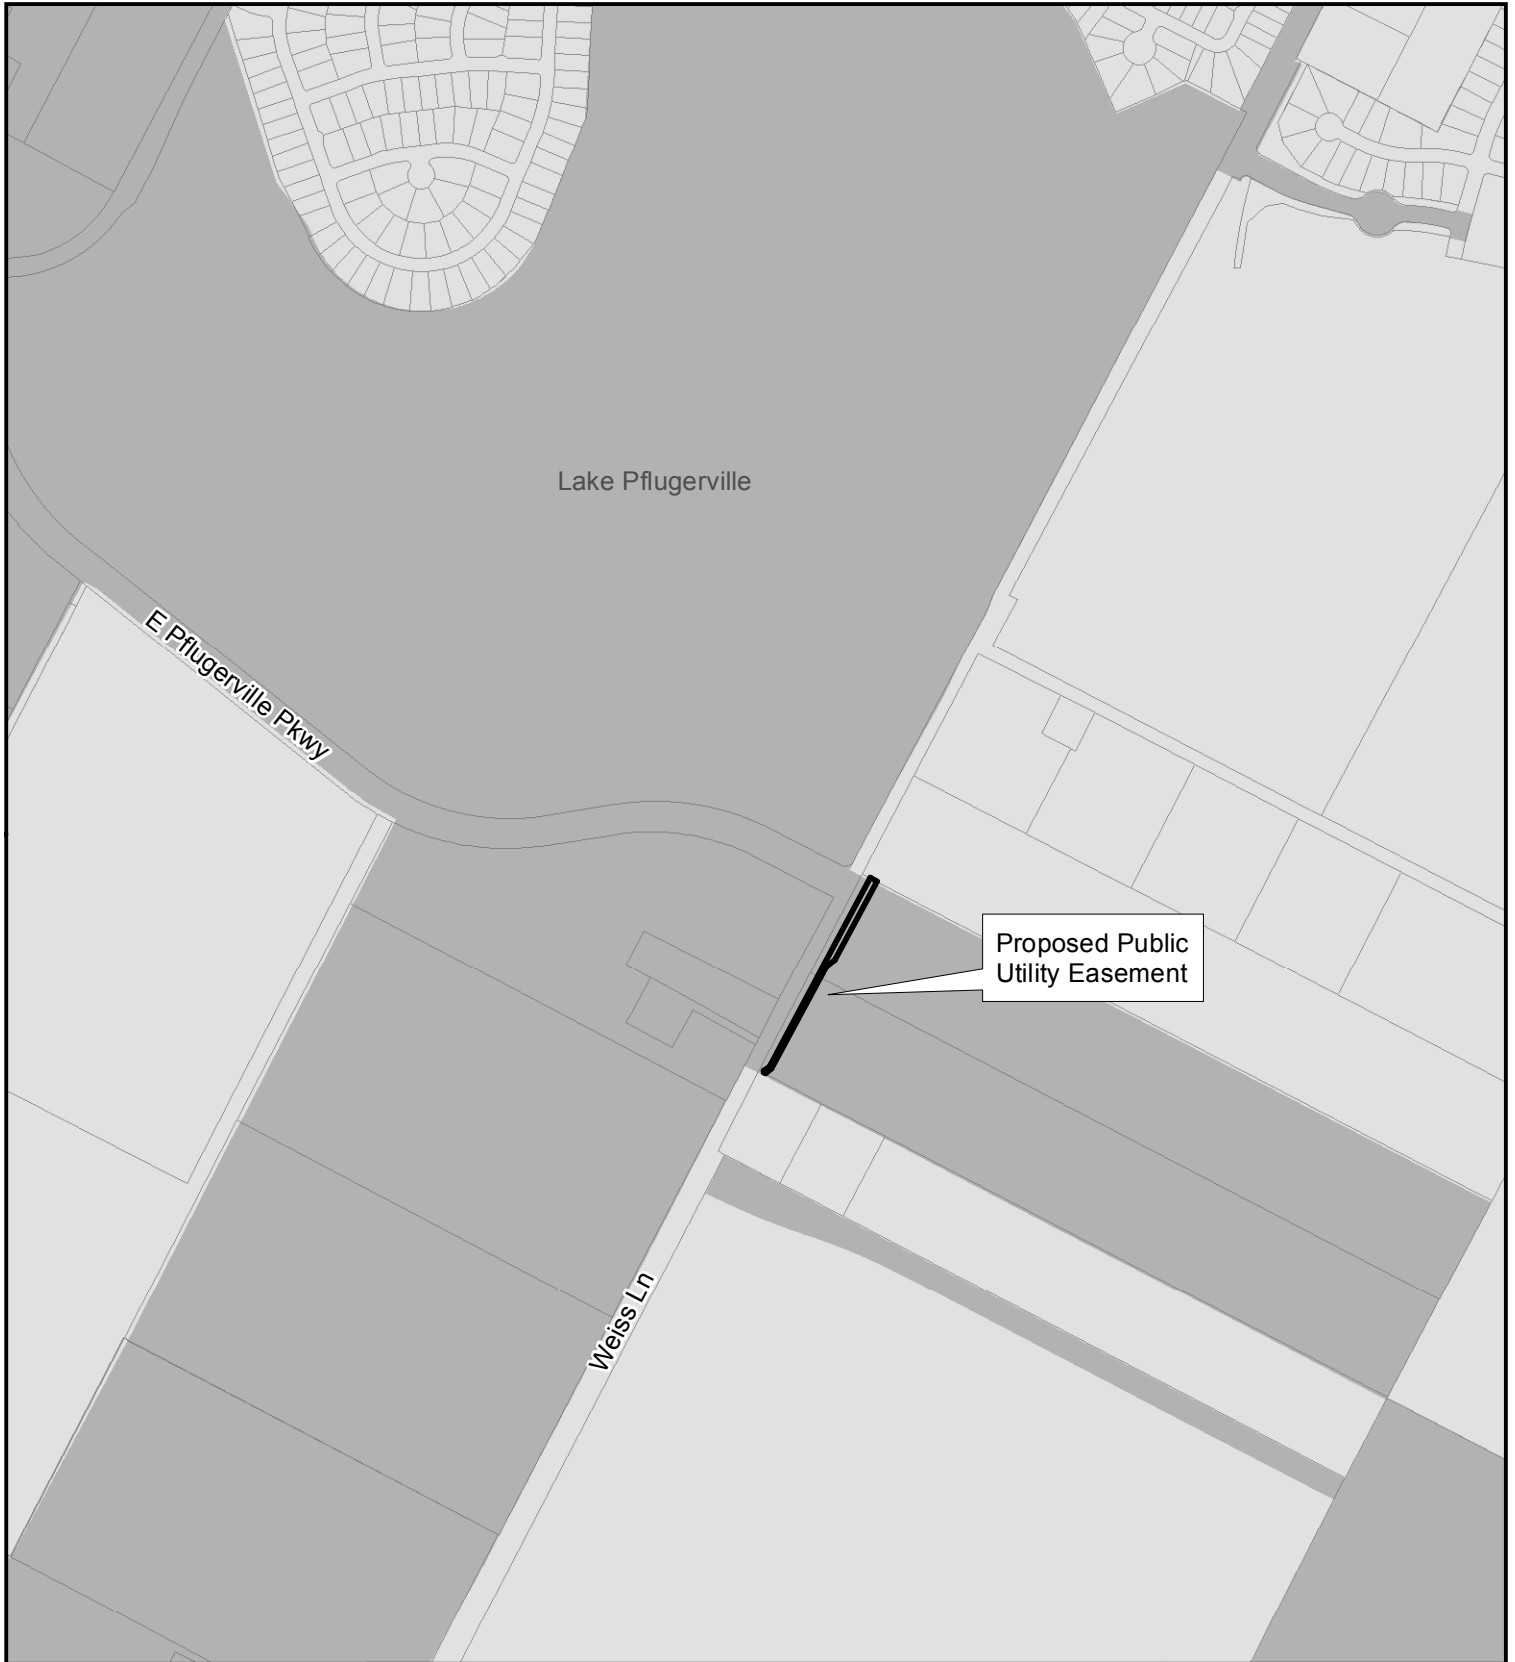 Lake Pflugerville
E Pflugerville Pkwy
Proposed Public
Utility Easement
Weiss Ln